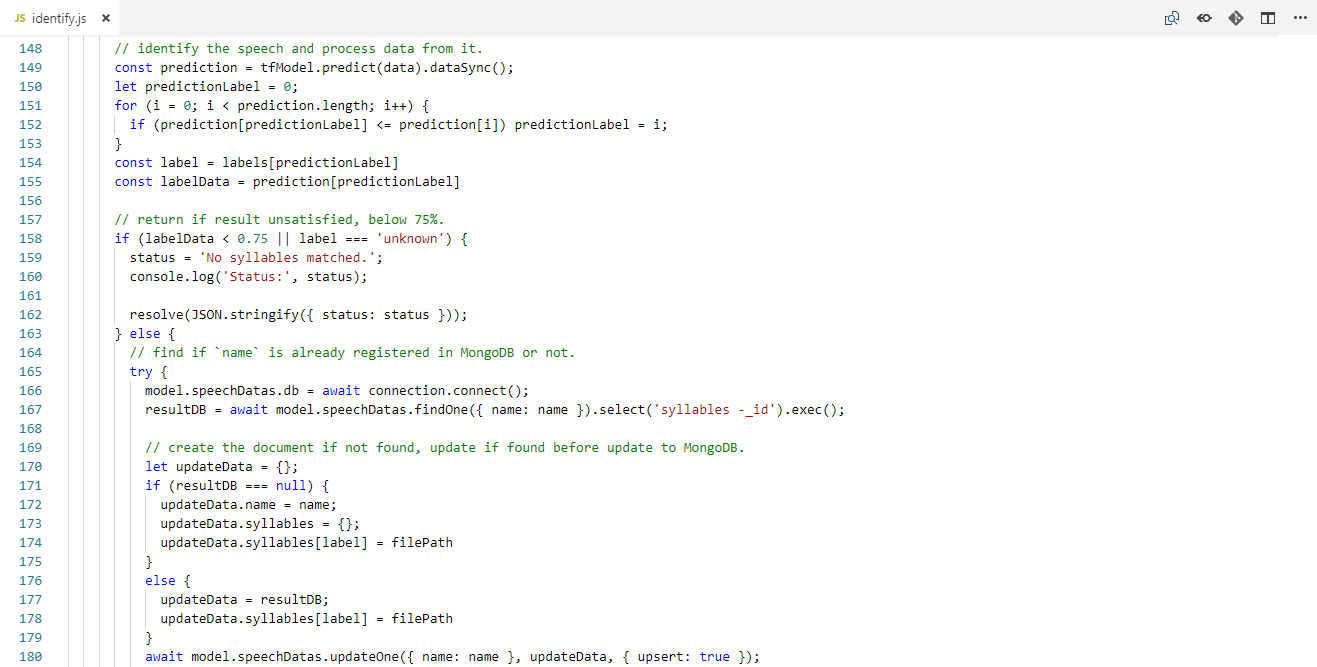 JS identify.js ×
148 // identify the speech and process data from it.
149 const prediction = tfModel.predict(data).dataSync();
150 let predictionLabel = 0;
151 for (i = 0; i < prediction.length; i++) {
152 if (prediction[predictionLabel] <= prediction[i]) predictionLabel = i;
153 }
154 const label = labels[predictionLabel]
155 const labelData = prediction[predictionLabel]
156
157 // return if result unsatisfied, below 75%.
158 if (labelData < 0.75 || label === 'unknown') {
159 status = 'No syllables matched.';
160 console.log('Status:', status);
161
162 resolve(JSON.stringify({ status: status }));
163 } else {
164 // find if `name` is already registered in MongoDB or not.
165 try {
166 model.speechDatas.db = await connection.connect();
167 resultDB = await model.speechDatas.findOne({ name: name }).select('syllables -_id').exec();
168
169 // create the document if not found, update if found before update to MongoDB.
170 let updateData = {};
171 if (resultDB === null) {
172 updateData.name = name;
173 updateData.syllables = {};
174 updateData.syllables[label] = filePath
175 }
176 else {
177 updateData = resultDB;
178 updateData.syllables[label] = filePath
179 }
180 await model.speechDatas.updateOne({ name: name }, updateData, { upsert: true });